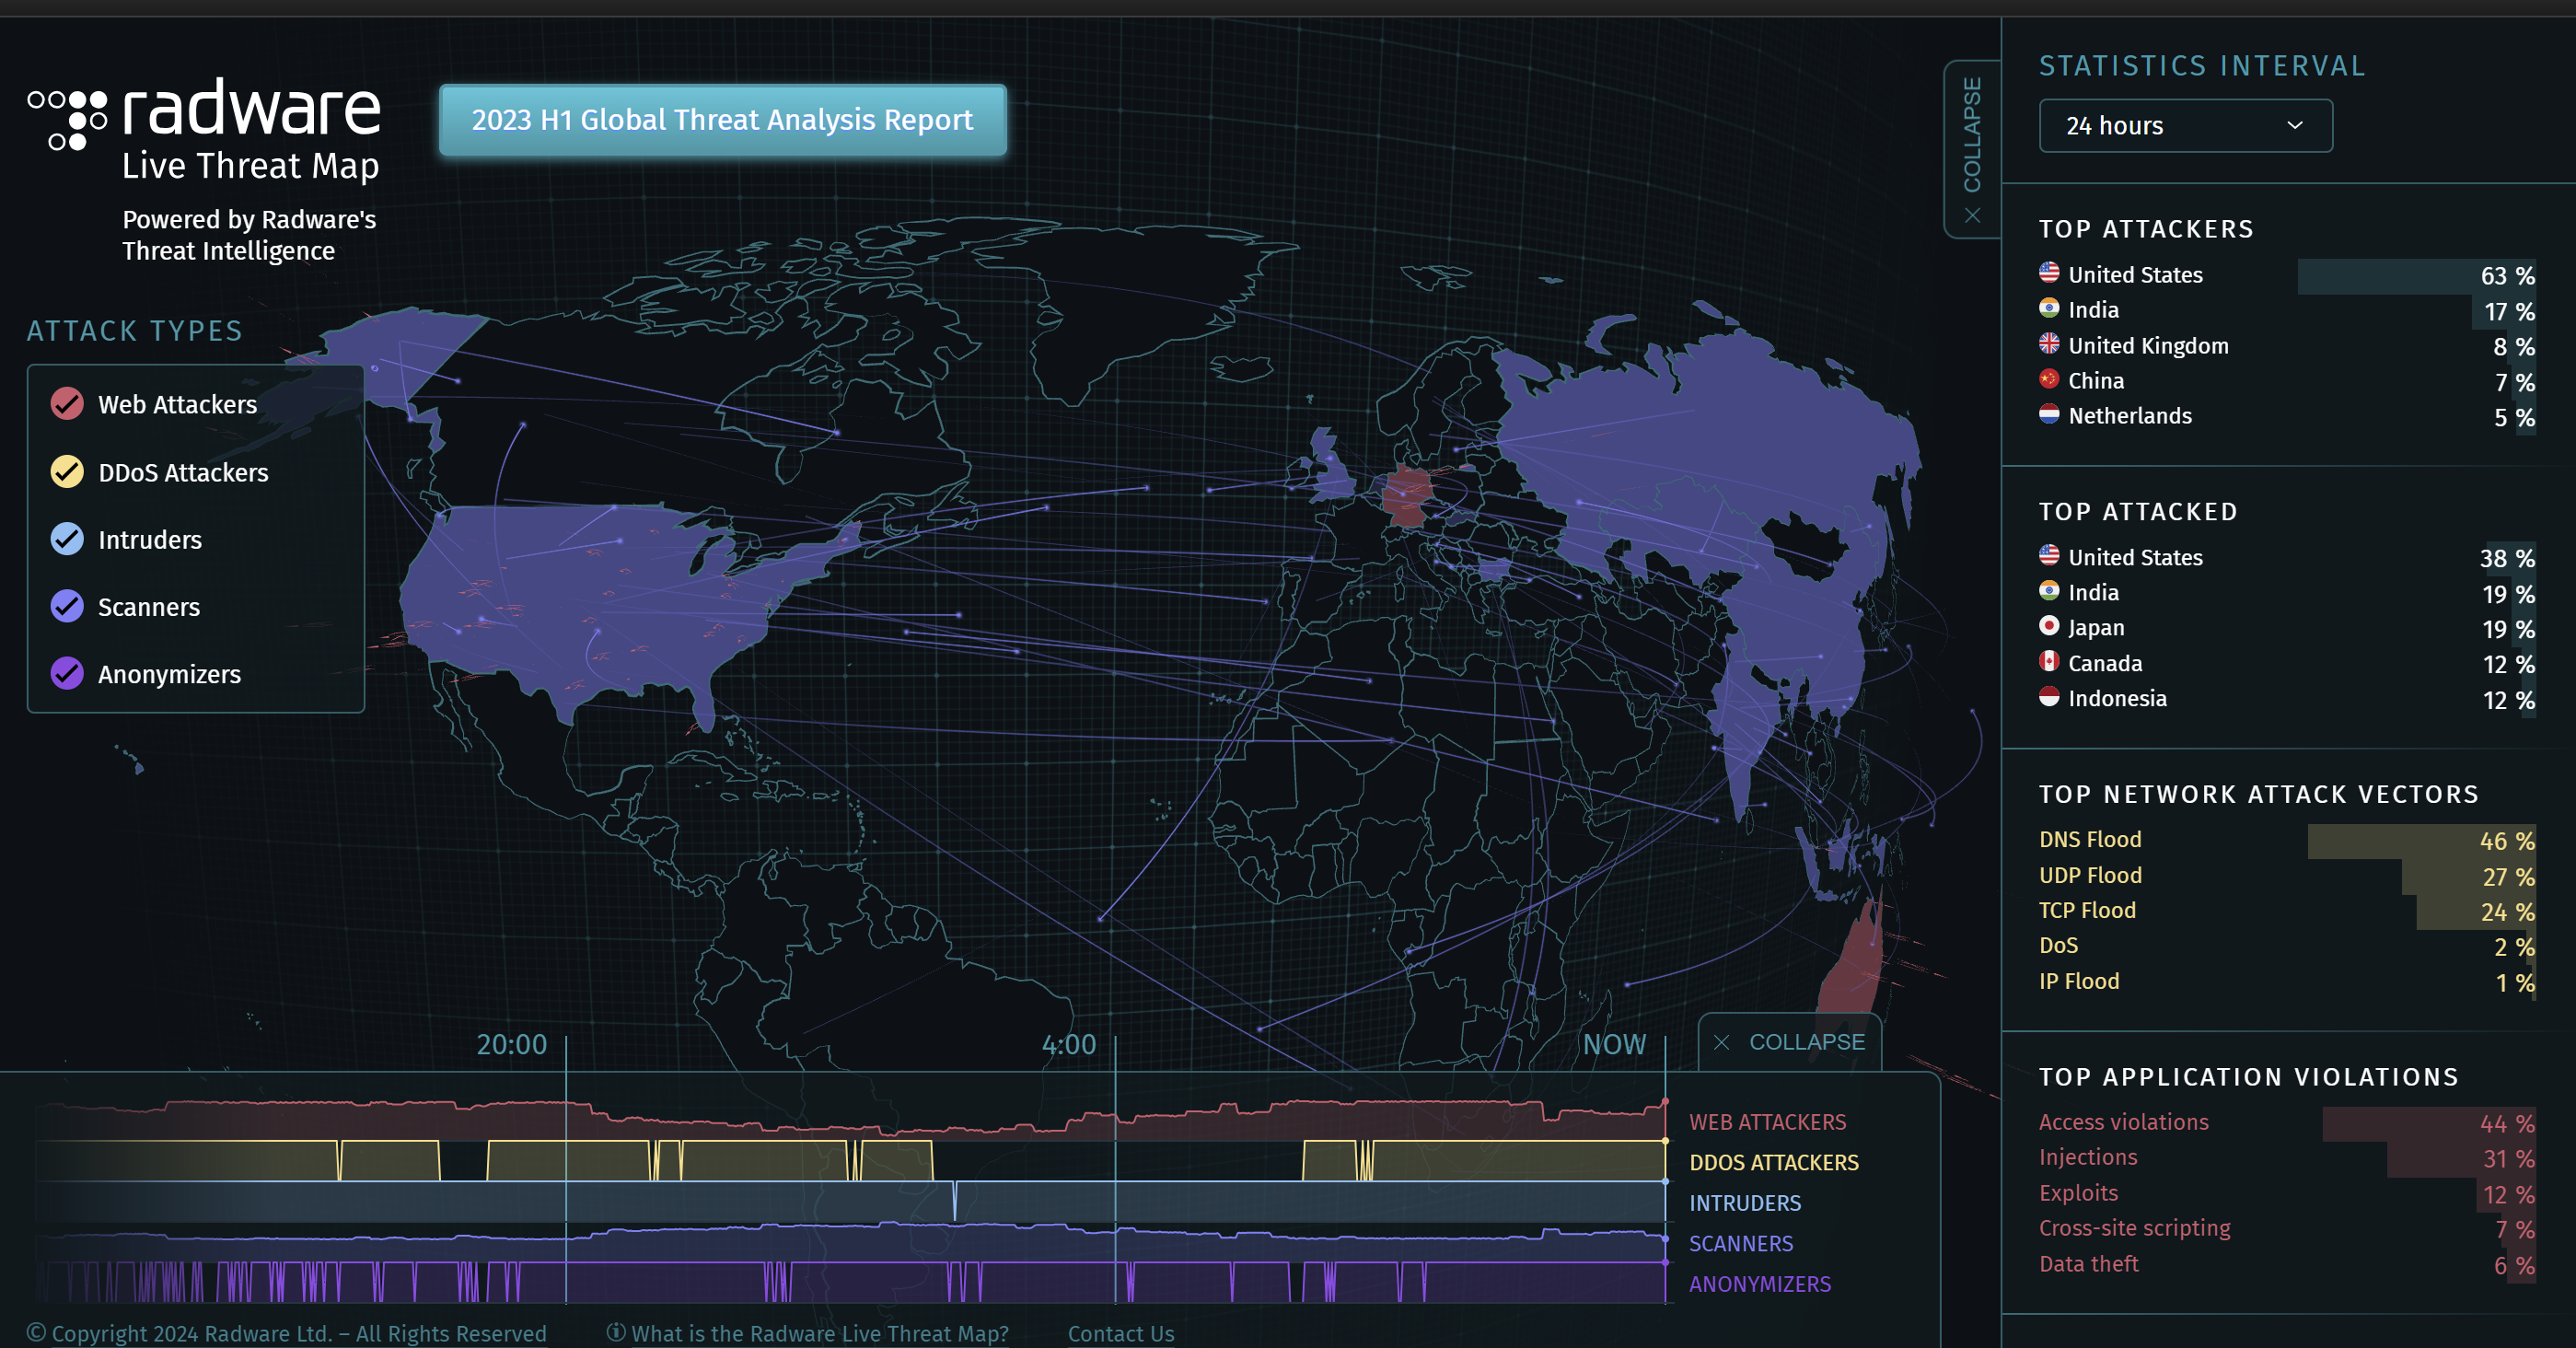 radware
Live Threat Map
Powered by Radware's
Threat Intelligence
2023 H1 Global Threat Analysis Report
COLLAPSE
ATTACK TYPES
Web Attackers
DDoS Attackers
Intruders
Scanners
Anonymizers
20:00
4:00
NOW
COLLAPSE
WEB ATTACKERS
DDOS ATTACKERS
INTRUDERS
SCANNERS
ANONYMIZERS
© Copyright 2024 Radware Ltd. – All Rights Reserved
What is the Radware Live Threat Map?
Contact Us
STATISTICS INTERVAL
24 hours
TOP ATTACKERS
United States 63 %
India 17 %
United Kingdom 8 %
China 7 %
Netherlands 5 %
TOP ATTACKED
United States 38 %
India 19 %
Japan 19 %
Canada 12 %
Indonesia 12 %
TOP NETWORK ATTACK VECTORS
DNS Flood 46 %
UDP Flood 27 %
TCP Flood 24 %
DoS 2 %
IP Flood 1 %
TOP APPLICATION VIOLATIONS
Access violations 44 %
Injections 31 %
Exploits 12 %
Cross-site scripting 7 %
Data theft 6 %